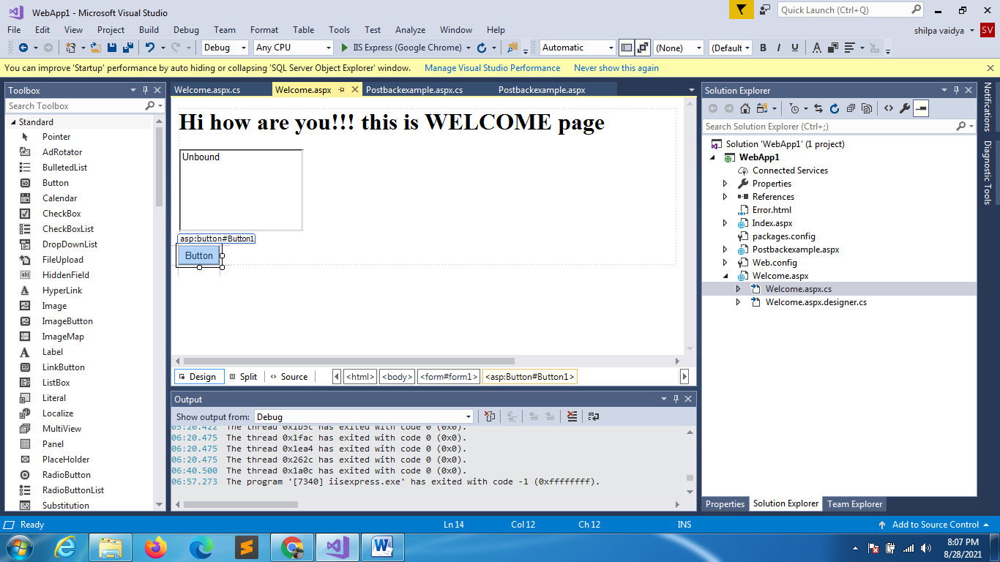 WebApp1 - Microsoft Visual Studio
Quick Launch (Ctrl+Q)
File Edit View Project Build Debug Team Format Table Tools Test Analyze Window Help
shilpa vaidya SV
Debug Any CPU IIS Express (Google Chrome) Automatic (None) (Default B I U A
You can improve 'Startup' performance by auto hiding or collapsing 'SQL Server Object Explorer' window. Manage Visual Studio Performance Never show this again
Toolbox
Search Toolbox
Standard
Pointer
AdRotator
BulletedList
Button
Calendar
CheckBox
CheckBoxList
DropDownList
FileUpload
HiddenField
HyperLink
Image
ImageButton
ImageMap
Label
LinkButton
ListBox
Literal
Localize
MultiView
Panel
PlaceHolder
RadioButton
RadioButtonList
Substitution
Welcome.aspx.cs Welcome.aspx Postbackexample.aspx.cs Postbackexample.aspx
Hi how are you!!! this is WELCOME page
Unbound
asp:button#Button1
Button
Design Split Source <html> <body> <form#form1> <asp:Button#Button1>
Output
Show output from: Debug
05:20.422 The thread 0x1b5c has exited with code 0 (0x0).
06:20.475 The thread 0x1fac has exited with code 0 (0x0).
06:20.475 The thread 0x1ea4 has exited with code 0 (0x0).
06:20.475 The thread 0x262c has exited with code 0 (0x0).
06:40.500 The thread 0x1a0c has exited with code 0 (0x0).
06:57.273 The program '[7340] iisexpress.exe' has exited with code -1 (0xffffffff).
Solution Explorer
Search Solution Explorer (Ctrl+;)
Solution 'WebApp1' (1 project)
WebApp1
Connected Services
Properties
References
Error.html
Index.aspx
packages.config
Postbackexample.aspx
Web.config
Welcome.aspx
Welcome.aspx.cs
Welcome.aspx.designer.cs
Properties Solution Explorer Team Explorer
Notifications
Diagnostic Tools
Ready Ln 14 Col 12 Ch 12 INS Add to Source Control
8:07 PM
8/28/2021